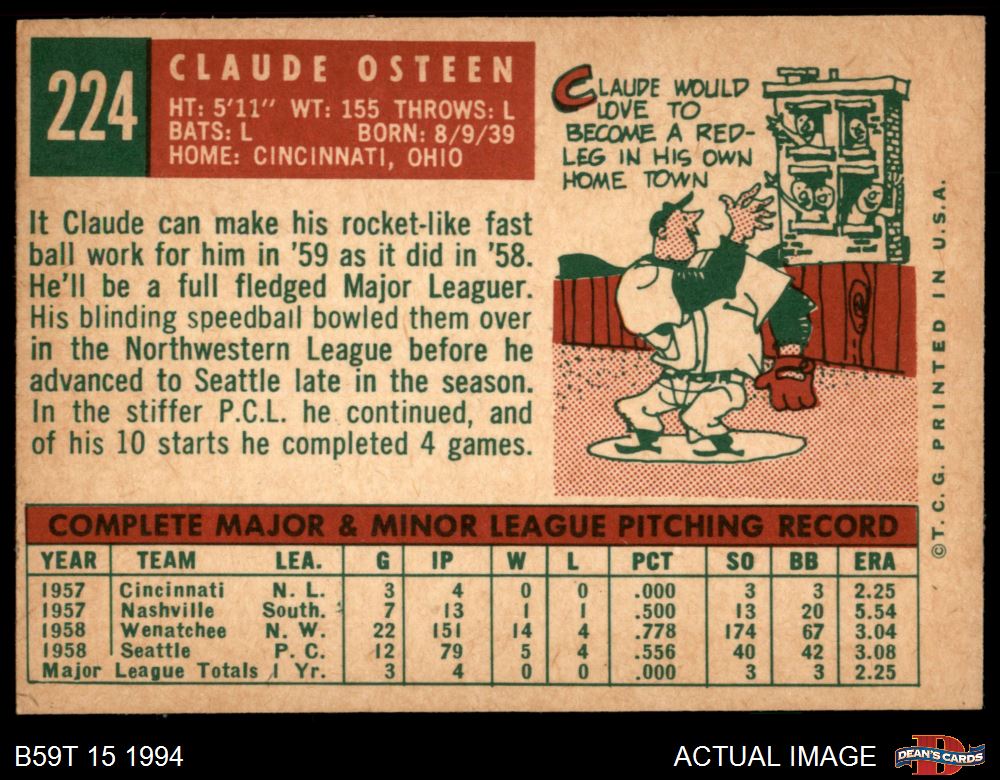 224
CLAUDE OSTEEN
HT: 5'11" WT: 155 THROWS: L
BATS: L BORN: 8/9/39
HOME: CINCINNATI, OHIO
CLAUDE WOULD
LOVE TO
BECOME A RED-
LEG IN HIS OWN
HOME TOWN
It Claude can make his rocket-like fast
ball work for him in '59 as it did in '58.
He'll be a full fledged Major Leaguer.
His blinding speedball bowled them over
in the Northwestern League before he
advanced to Seattle late in the season.
In the stiffer P.C.L. he continued, and
of his 10 starts he completed 4 games.
©T.C.G. PRINTED IN U.S.A.
COMPLETE MAJOR & MINOR LEAGUE PITCHING RECORD
YEAR TEAM LEA. G IP W L PCT SO BB ERA
1957 Cincinnati N. L. 3 4 0 0 .000 3 3 2.25
1957 Nashville South. 7 13 1 1 .500 13 20 5.54
1958 Wenatchee N. W. 22 151 14 4 .778 174 67 3.04
1958 Seattle P. C. 12 79 5 4 .556 40 42 3.08
Major League Totals 1 Yr. 3 4 0 0 .000 3 3 2.25
B59T 15 1994
ACTUAL IMAGE
D
DEAN'S CARDS